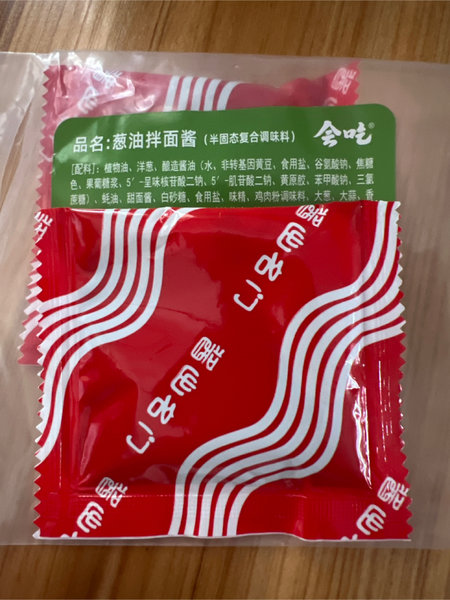 品名:葱油拌面酱(半固态复合调味料)
会吃
[配料]:植物油、洋葱、酿造酱油(水、非转基因黄豆、食用盐、谷氨酸钠、焦糖
色、果葡糖浆、5′-呈味核苷酸二钠、5′-肌苷酸二钠、黄原胶、苯甲酸钠、三氯
蔗糖)、蚝油、甜面酱、白砂糖、食用盐、味精、鸡肉粉调味料、大葱、大蒜、香
名门
名门
名门
名门